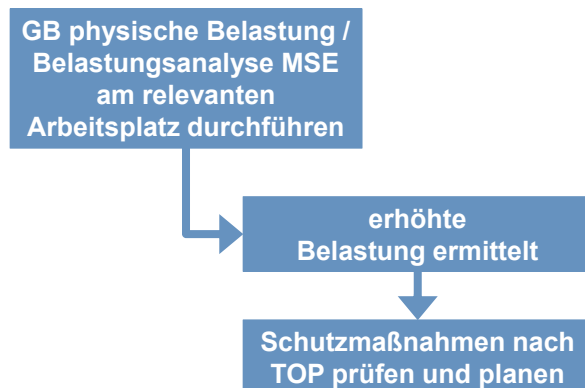 GB physische Belastung /
Belastungsanalyse MSE
am relevanten
Arbeitsplatz durchführen
erhöhte
Belastung ermittelt
Schutzmaßnahmen nach
TOP prüfen und planen